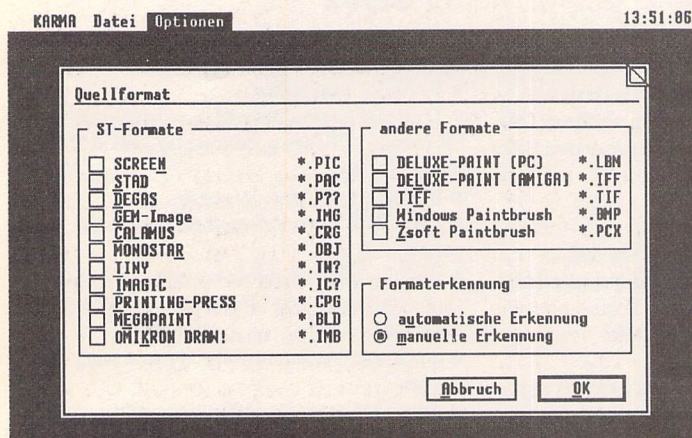 KARMA Datei Optionen 13:51:06
Quellformat
ST-Formate
SCREEN *.PIC
STAD *.PAC
DEGAS *.P??
GEM-Image *.IMG
CALAMUS *.CRG
MONOSTAR *.OBJ
TINY *.TN?
IMAGIC *.IC?
PRINTING-PRESS *.CPG
MEGAPAINT *.BLD
OMIKRON DRAW! *.IMB
andere Formate
DELUXE-PAINT (PC) *.LBN
DELUXE-PAINT (AMIGA) *.IFF
TIFF *.TIF
Windows Paintbrush *.BMP
Zsoft Paintbrush *.PCX
Formaterkennung
automatische Erkennung
manuelle Erkennung
Abbruch OK